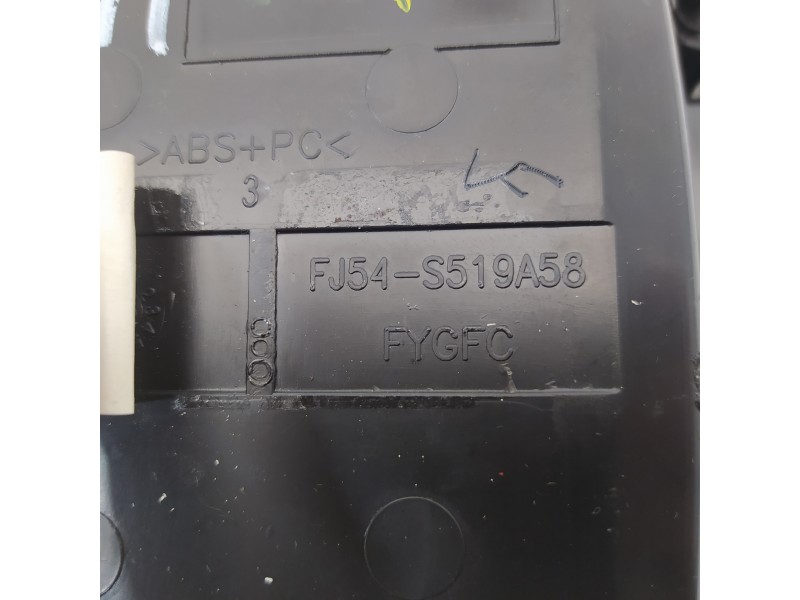 >ABS+PC<
3
FJ54-S519A58
FYGFC